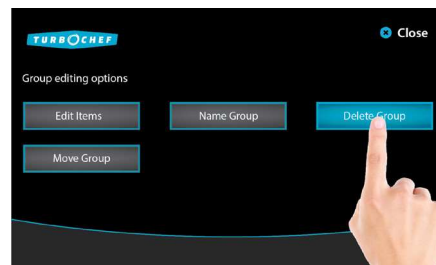 TURBOCHEF
Close
Group editing options
Edit Items
Name Group
Delete Group
Move Group